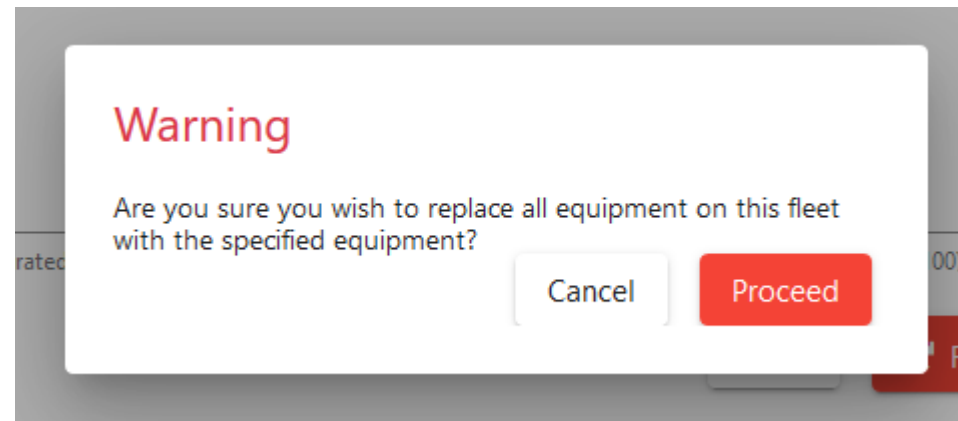 Warning
Are you sure you wish to replace all equipment on this fleet
with the specified equipment?
Cancel Proceed